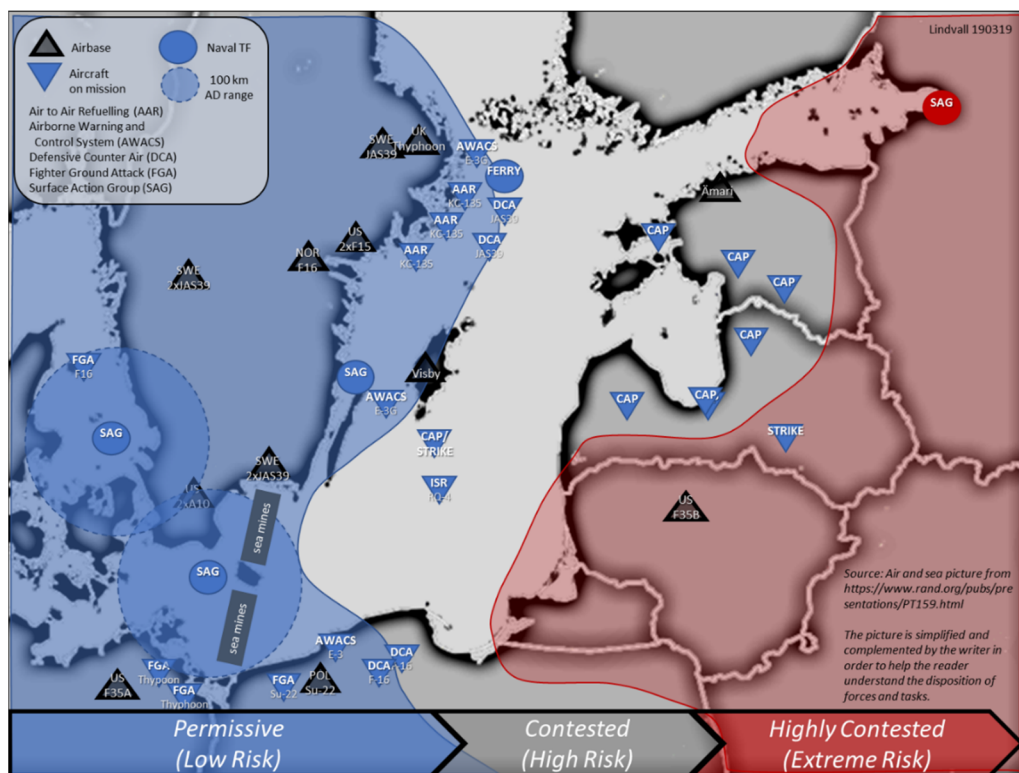 Airbase
Naval TF
Aircraft
on mission
100 km
AD range
Air to Air Refuelling (AAR)
Airborne Warning and
Control System (AWACS)
Defensive Counter Air (DCA)
Fighter Ground Attack (FGA)
Surface Action Group (SAG)
Lindvall 190319
SAG
SWE
JAS39
UK
Typhoon
AWACS
E-3G
FERRY
AAR
KC-135
DCA
JAS39
AAR
KC-135
AAR
KC-135
DCA
JAS39
US
2xF15
NOR
F16
SWE
2xJAS39
Ämari
CAP
CAP
CAP
CAP
FGA
F16
SAG
Visby
AWACS
E-3G
CAP
CAP
SAG
CAP/
STRIKE
STRIKE
SWE
2xJAS39
ISR
RQ-4
US
2xA10
US
F35B
sea mines
SAG
sea mines
Source: Air and sea picture from
https://www.rand.org/pubs/pre
sentations/PT159.html
The picture is simplified and
complemented by the writer in
order to help the reader
understand the disposition of
forces and tasks.
AWACS
E-3
DCA
F-16
DCA
F-16
FGA
Thypoon
US
F35A
FGA
Thyphoon
FGA
Su-22
POL
Su-22
Permissive
(Low Risk)
Contested
(High Risk)
Highly Contested
(Extreme Risk)